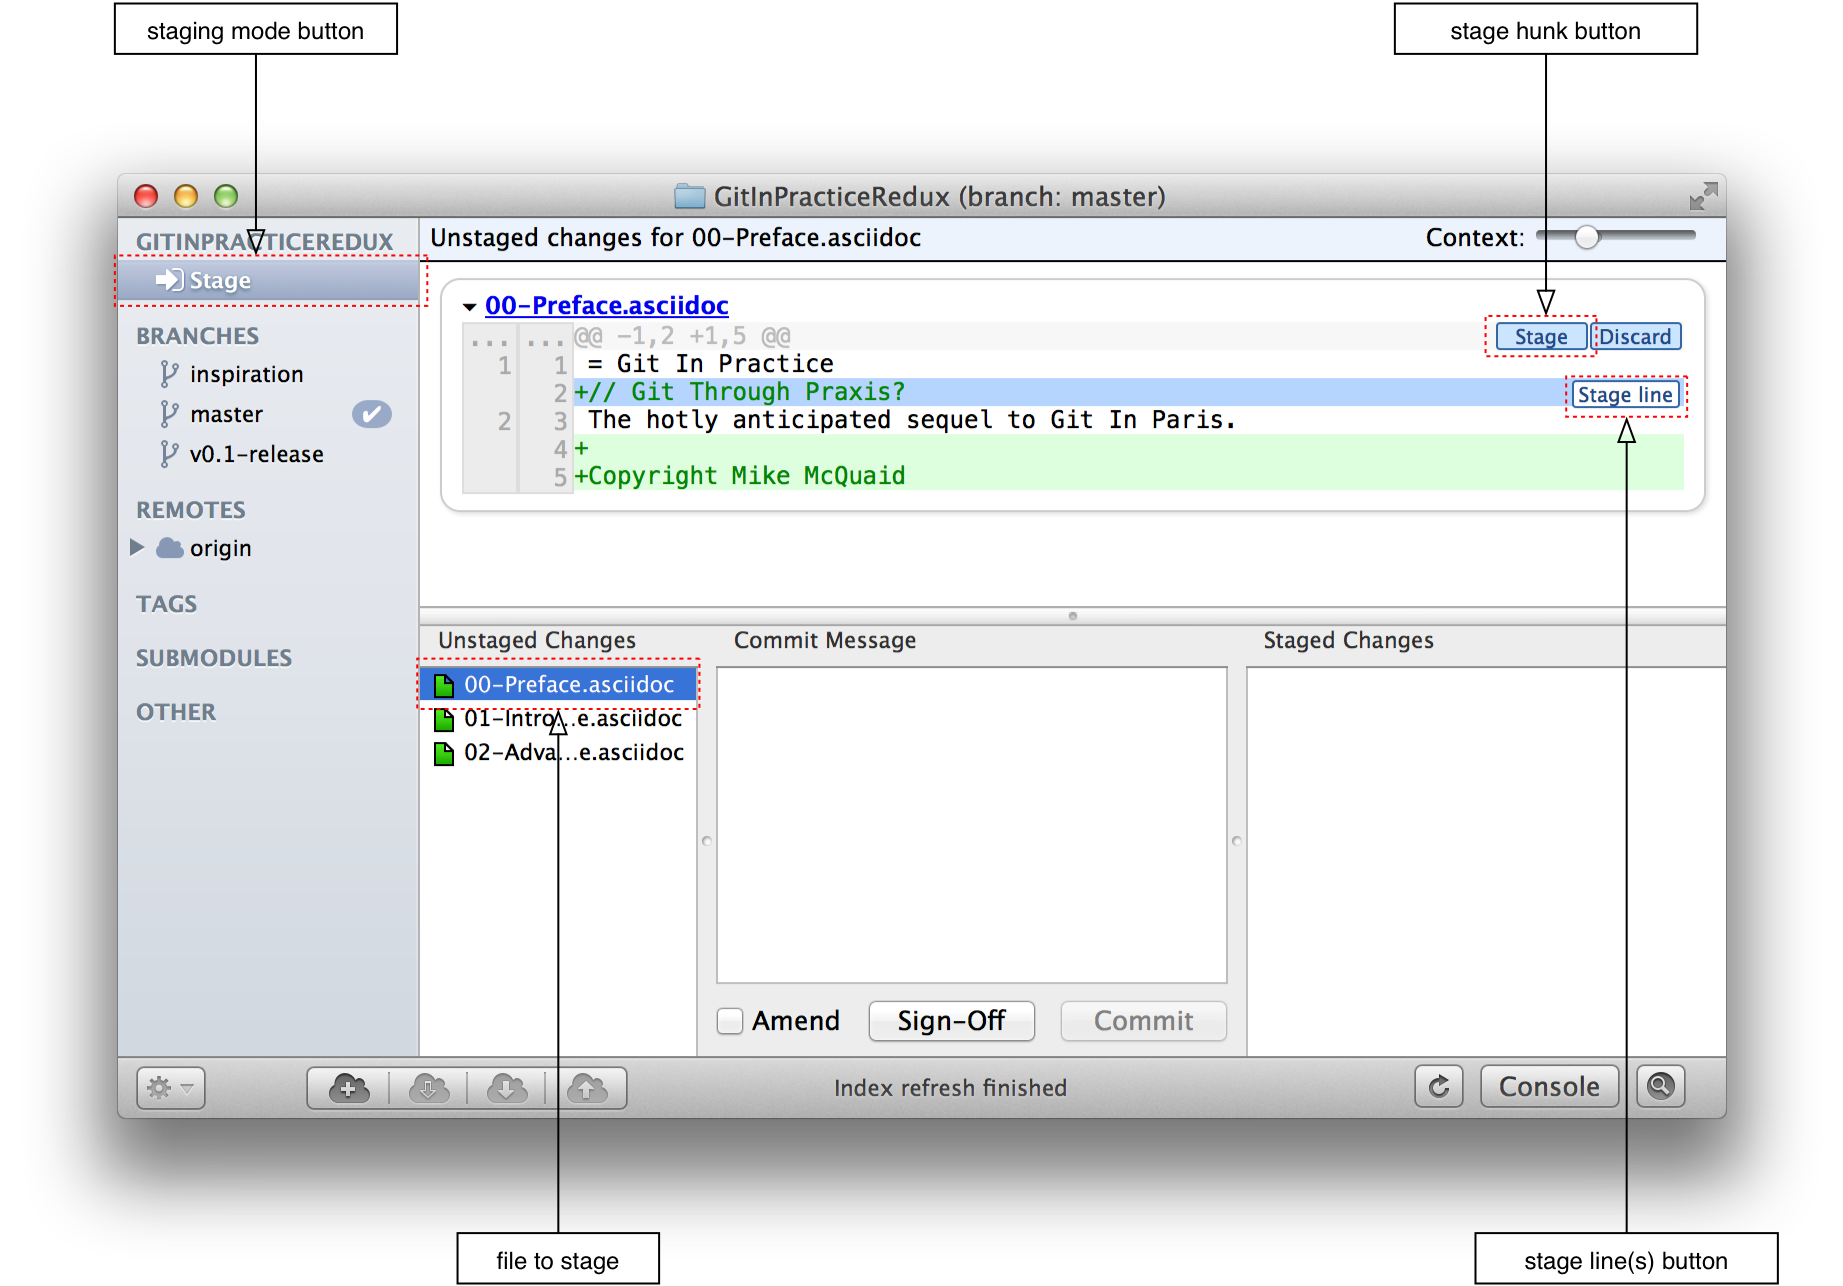 staging mode button
stage hunk button
GitInPracticeRedux (branch: master)
GITINPRACTICEREDUX
Stage
BRANCHES
inspiration
master
v0.1-release
REMOTES
origin
TAGS
SUBMODULES
OTHER
Unstaged changes for 00-Preface.asciidoc
Context:
00-Preface.asciidoc
... ... @@ -1,2 +1,5 @@
Stage Discard
1 1 = Git In Practice
2 +// Git Through Praxis?
Stage line
2 3 The hotly anticipated sequel to Git In Paris.
4 +
5 +Copyright Mike McQuaid
Unstaged Changes
00-Preface.asciidoc
01-Intro...e.asciidoc
02-Adva...e.asciidoc
Commit Message
Amend
Sign-Off
Commit
Staged Changes
Index refresh finished
Console
file to stage
stage line(s) button